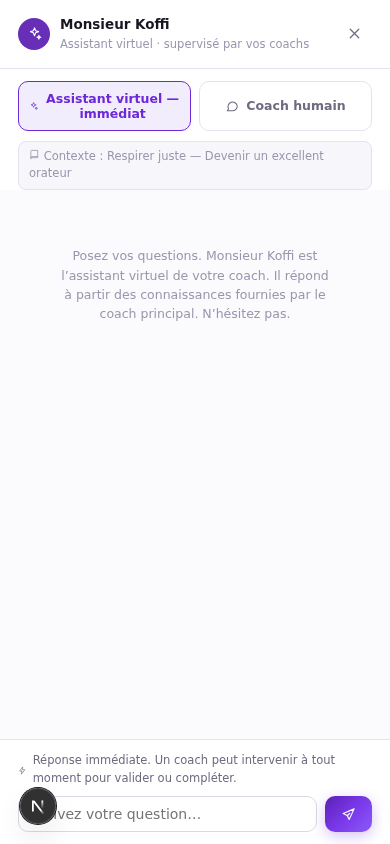 Monsieur Koffi
Assistant virtuel · supervisé par vos coachs
Assistant virtuel —
immédiat
Coach humain
Contexte : Respirer juste — Devenir un excellent
orateur
Posez vos questions. Monsieur Koffi est
l’assistant virtuel de votre coach. Il répond
à partir des connaissances fournies par le
coach principal. N’hésitez pas.
Réponse immédiate. Un coach peut intervenir à tout
moment pour valider ou compléter.
N
votre question…